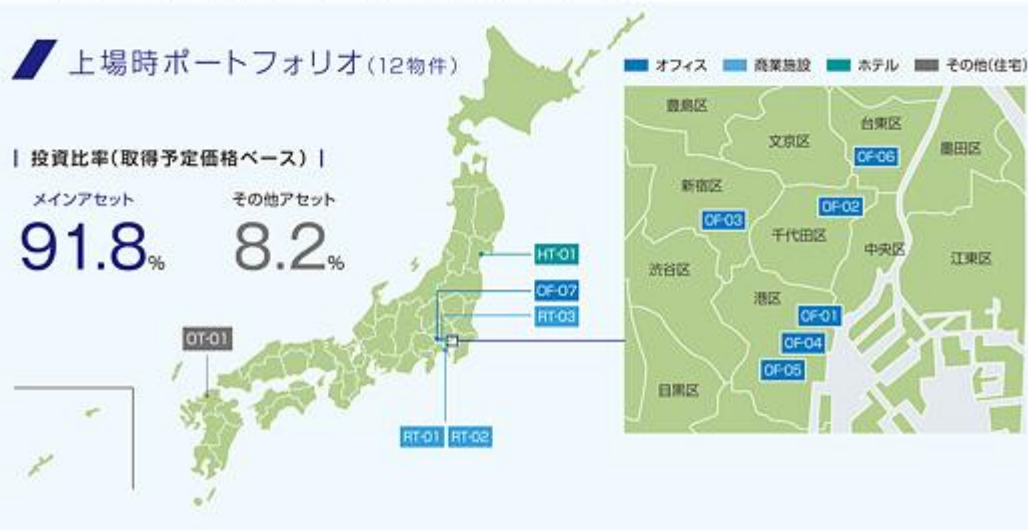 上場時ポートフォリオ(12物件)
投資比率(取得予定価格ベース)
メインアセット
91.8%
その他アセット
8.2%
HT-01
OF-07
RT-03
OT-01
RT-01 RT-02
オフィス 商業施設 ホテル その他(住宅)
豊島区
文京区
台東区
OF-06
墨田区
新宿区
OF-03
OF-02
千代田区
中央区
江東区
渋谷区
港区
OF-01
OF-04
OF-05
目黒区